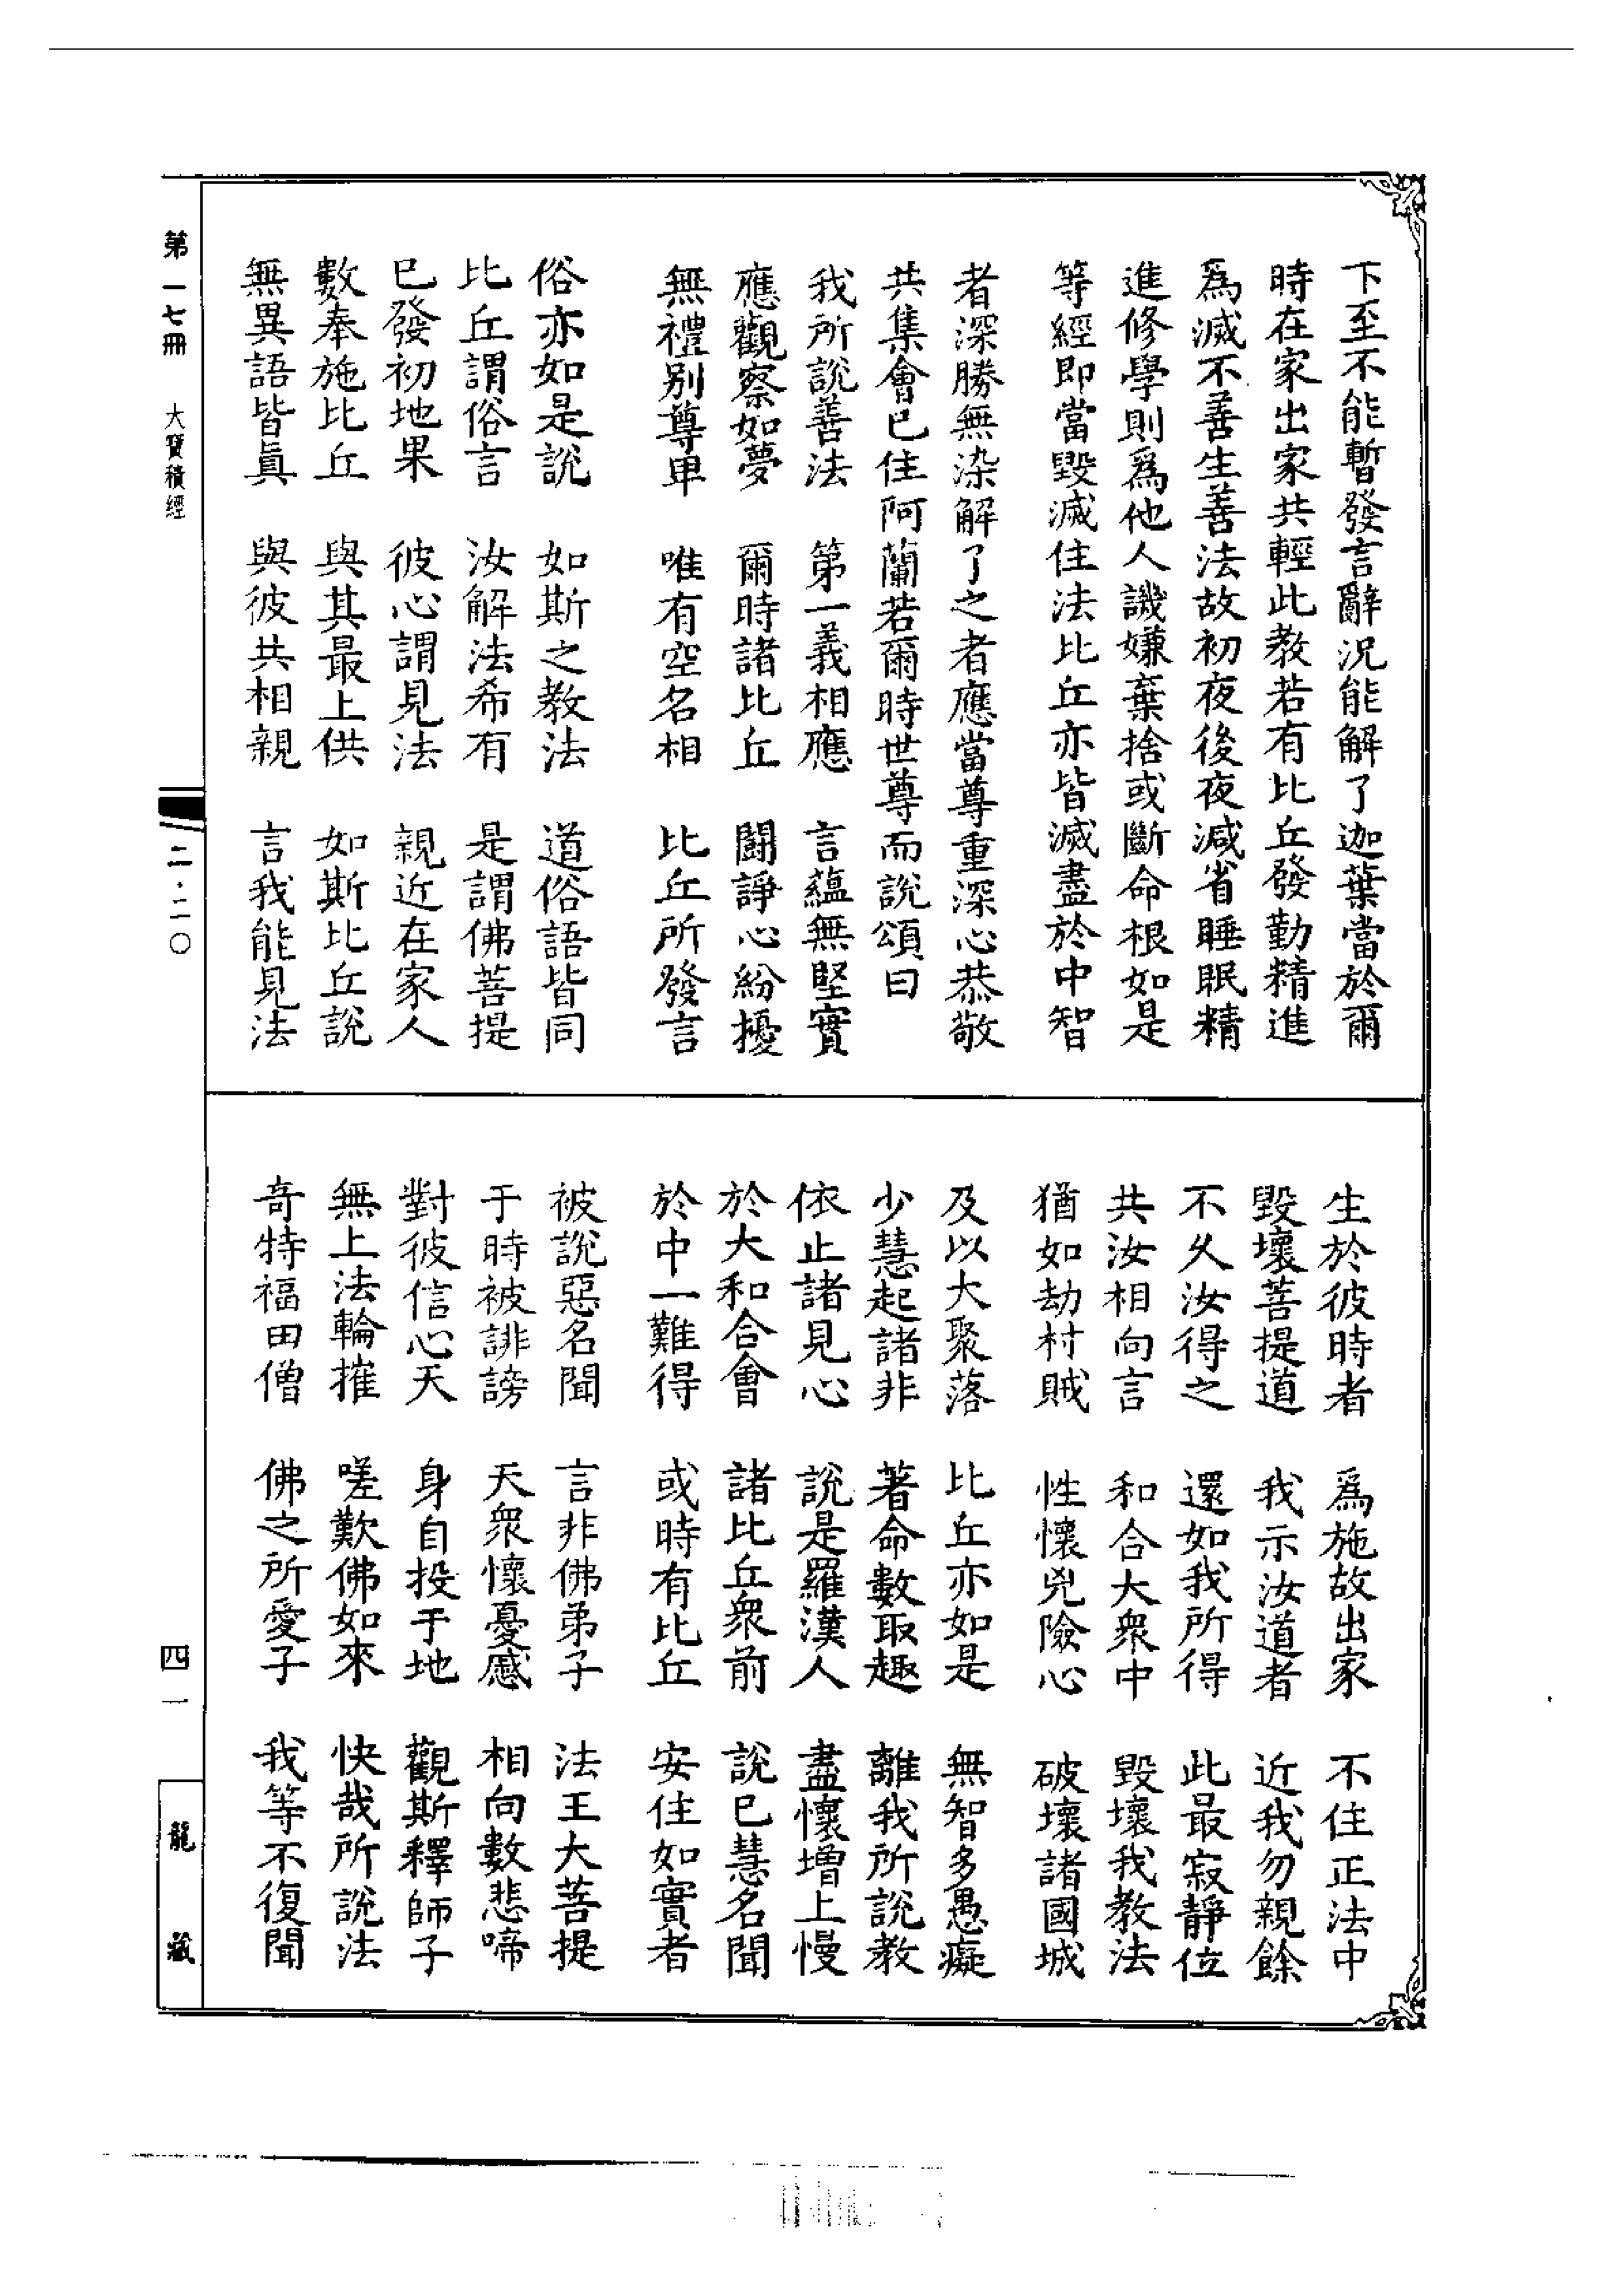 下至不能暫發言辭況能解了迦葉當於爾
時在家出家共輕此教若有比丘發勤精進
爲滅不善生善法故初夜後夜減省睡眠精
進修學則爲他人譏嫌棄捨或斷命根如是
等經即當毀滅住法比丘亦皆滅盡於中智
者深勝無染解了之者應當尊重深心恭敬
共集會已住阿蘭若爾時世尊而說頌曰
我所說善法　第一義相應　言蘊無堅實
應觀察如夢　爾時諸比丘　鬪諍心紛擾
無禮別尊卑　唯有空名相　比丘所發言
俗亦如是說　如斯之教法　道俗語皆同
比丘謂俗言　汝解法希有　是謂佛菩提
已發初地果　彼心謂見法　親近在家人
數奉施比丘　與其最上供　如斯比丘說
無異語皆眞　與彼共相親　言我能見法
生於彼時者　爲施故出家　不住正法中
毀壞菩提道　我示汝道者　近我勿親餘
不久汝得之　還如我所得　此最寂靜位
共汝相向言　和合大衆中　毀壞我教法
猶如劫村賊　性懷兇險心　破壞諸國城
及以大聚落　比丘亦如是　無智多愚癡
少慧起諸非　著命數取趣　離我所說教
依止諸見心　說是羅漢人　盡懷增上慢
於大和合會　諸比丘衆前　說已慧名聞
於中一難得　或時有比丘　安住如實者
被說惡名聞　言非佛弟子　法王大菩提
于時被誹謗　天衆懷憂慼　相向數悲啼
對彼信心天　身自投于地　觀斯釋師子
無上法輪摧　嗟歎佛如來　快哉所說法
奇特福田僧　佛之所愛子　我等不復聞
第一七冊　大寶積經
二·二〇
四一
龍藏